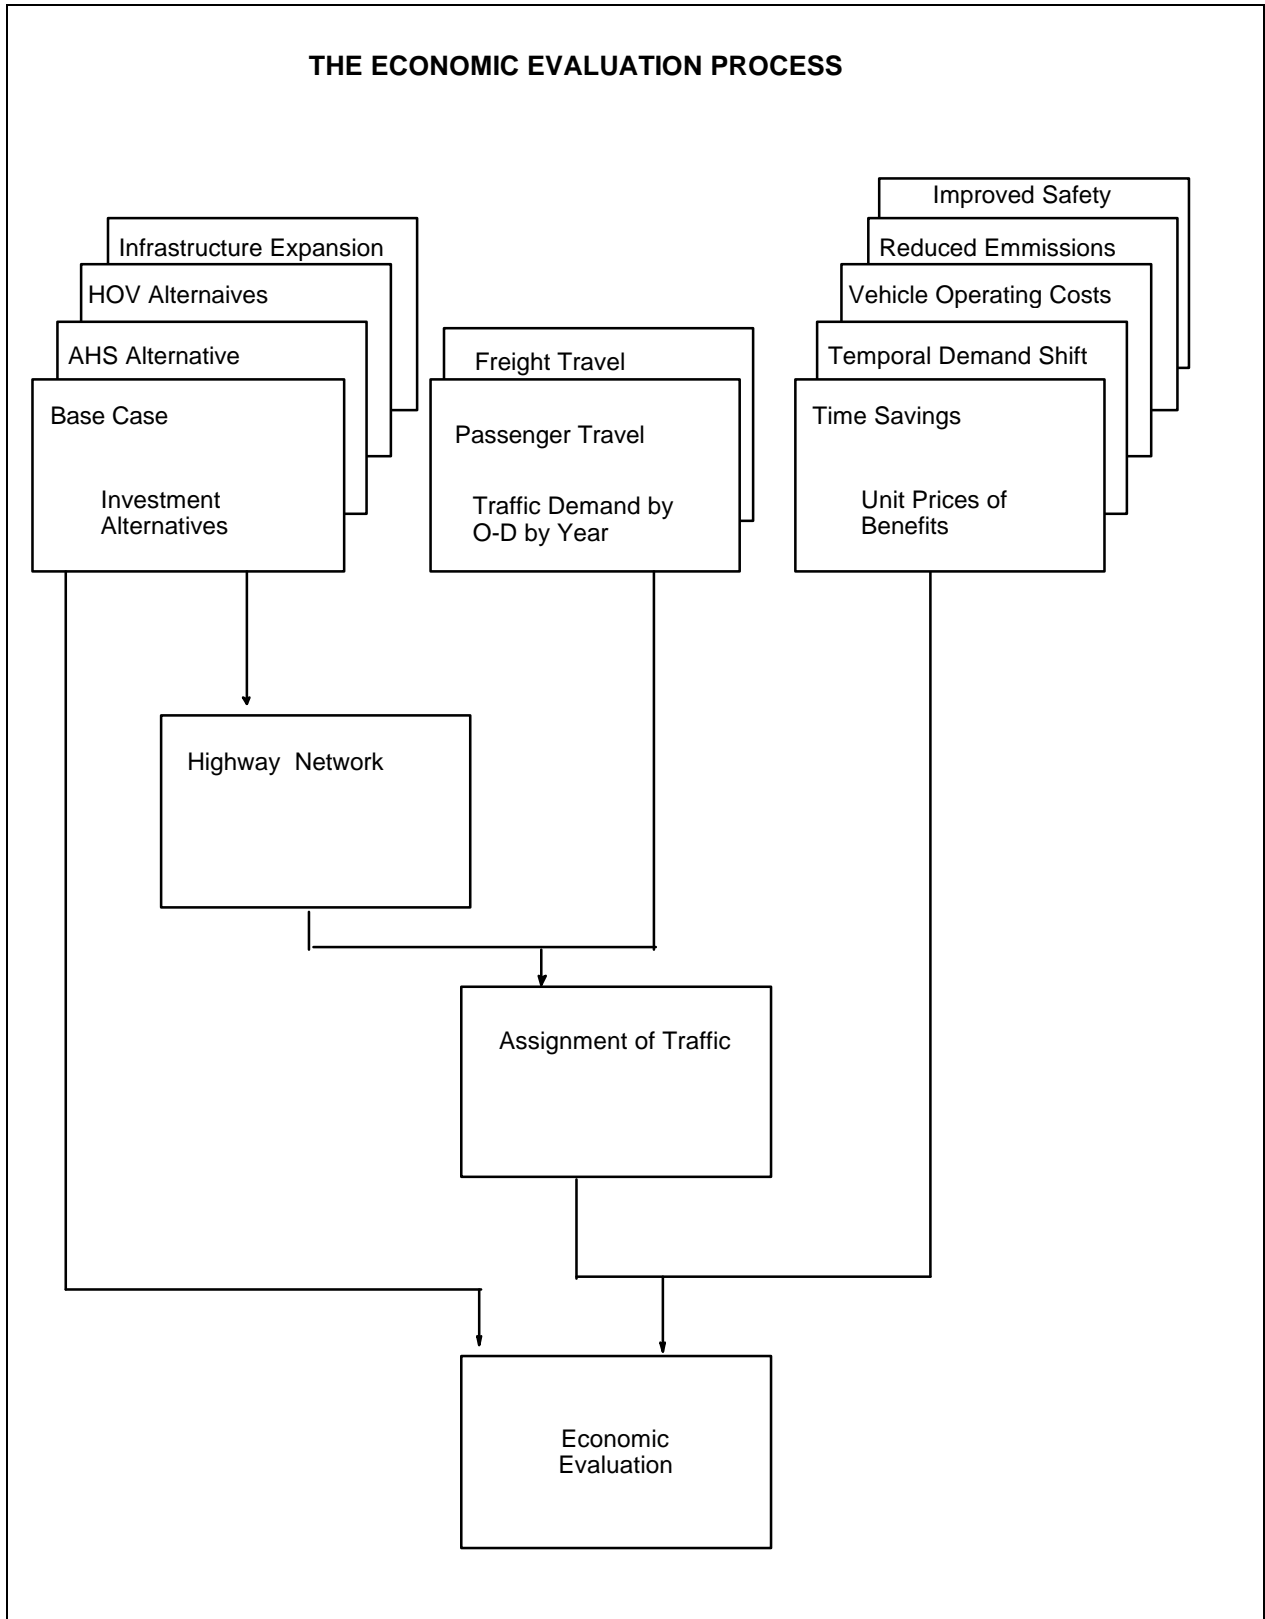 THE ECONOMIC EVALUATION PROCESS
Infrastructure Expansion
HOV Alternaives
AHS Alternative
Base Case
Investment
Alternatives
Freight Travel
Passenger Travel
Traffic Demand by
O-D by Year
Improved Safety
Reduced Emmissions
Vehicle Operating Costs
Temporal Demand Shift
Time Savings
Unit Prices of
Benefits
Highway Network
Assignment of Traffic
Economic
Evaluation